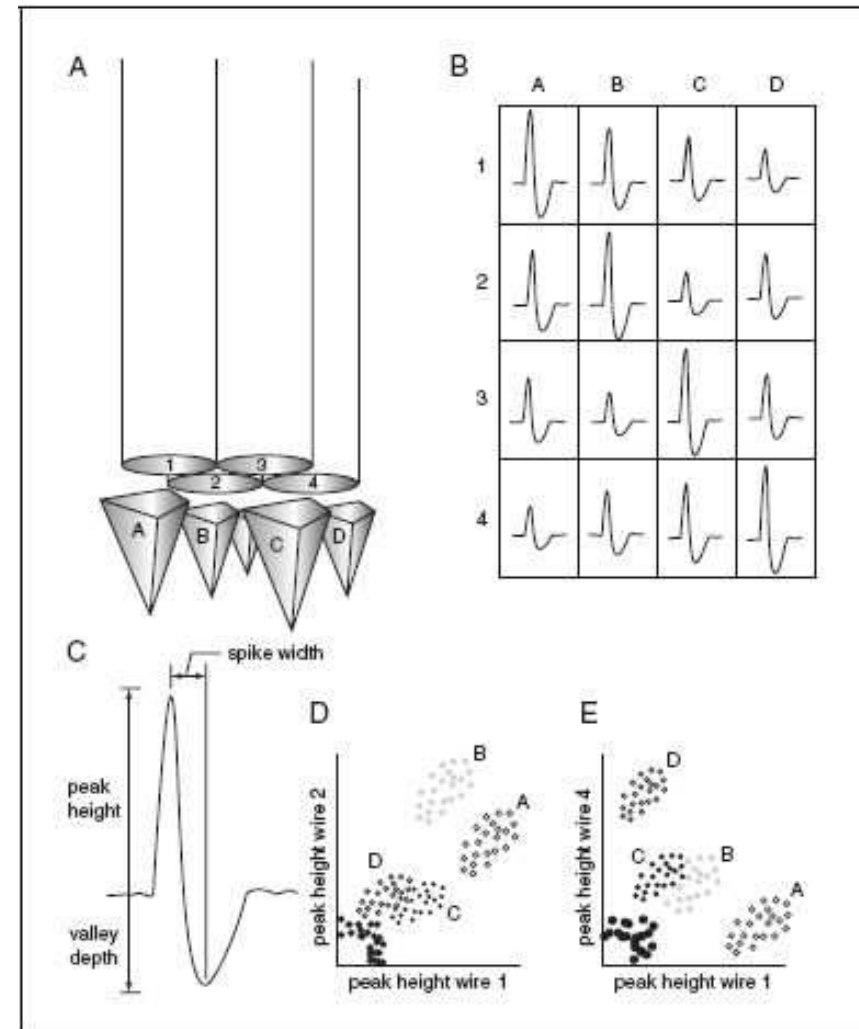 A
1
3
2
4
A
B
C
D
B
A B C D
1
2
3
4
C
spike width
peak
height
valley
depth
D
peak height wire 2
B
A
D
C
peak height wire 1
E
peak height wire 4
D
C
B
A
peak height wire 1